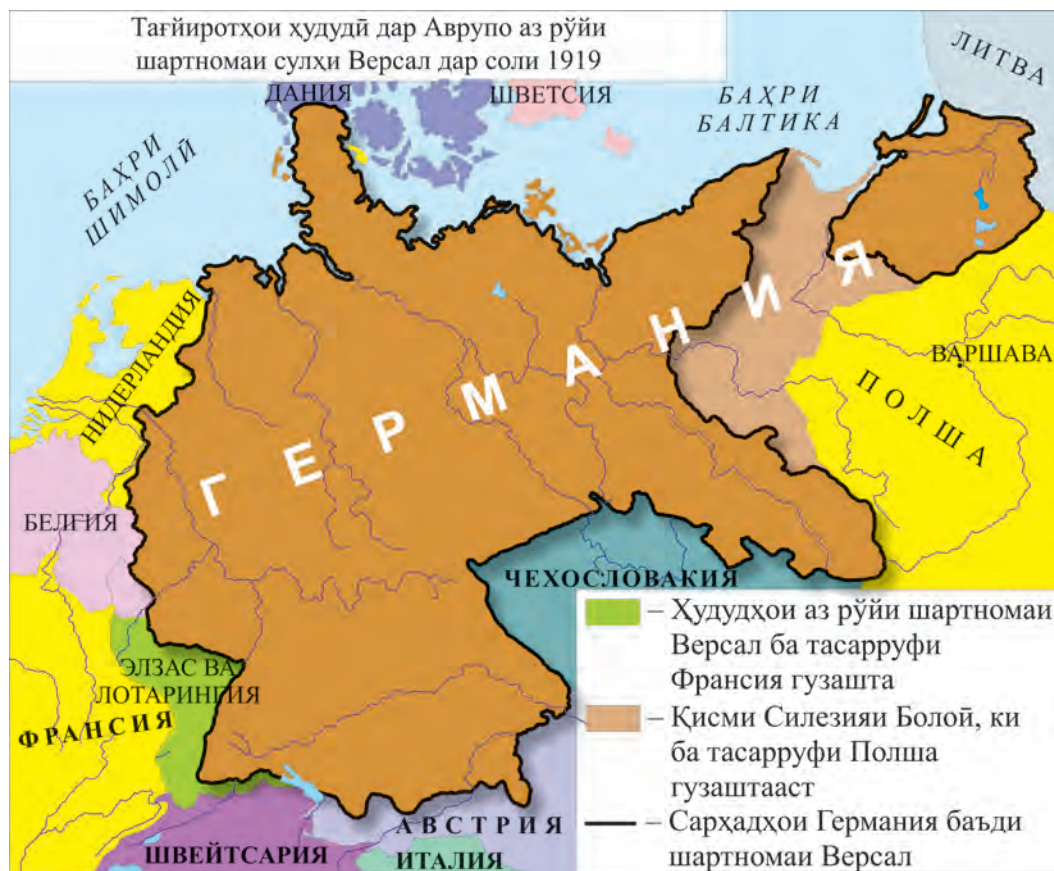 Тағйиротҳои ҳудудӣ дар Аврупо аз рӯйи
шартномаи сулҳи Версал дар соли 1919
ЛИТВА
ДАНИЯ
ШВЕТСИЯ
БАҲРИ
БАЛТИКА
БАҲРИ
ШИМОЛӢ
НИДЕРЛАНДИЯ
ГЕРМАНИЯ
ВАРШАВА
ПОЛША
БЕЛГИЯ
ЧЕХОСЛОВАКИЯ
ЭЛЗАС ВА
ЛОТАРИНГИЯ
ФРАНСИЯ
АВСТРИЯ
ШВЕЙТСАРИЯ
ИТАЛИЯ
– Ҳудудҳои аз рӯйи шартномаи
Версал ба тасарруфи
Франсия гузашта
– Қисми Силезияи Болоӣ, ки
ба тасарруфи Полша
гузаштааст
– Сарҳадҳои Германия баъди
шартномаи Версал